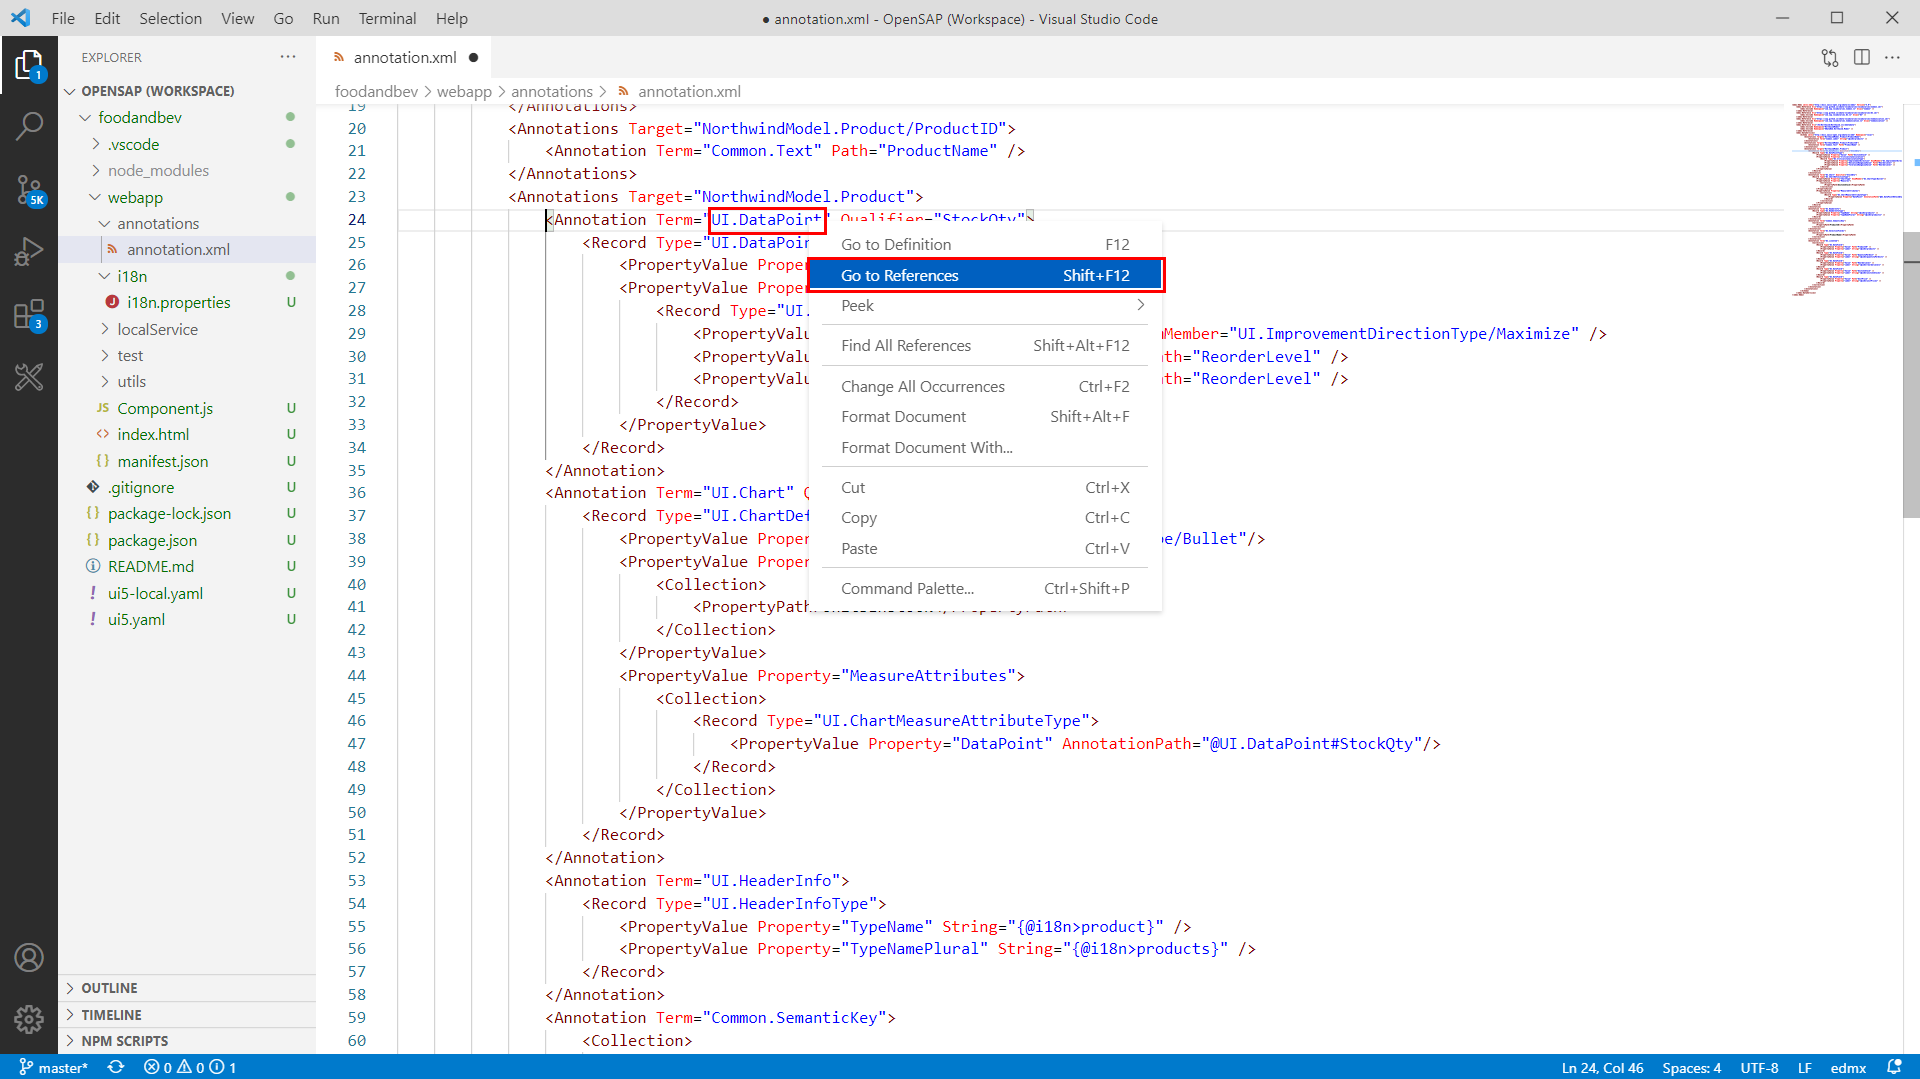 File Edit Selection View Go Run Terminal Help
● annotation.xml - OpenSAP (Workspace) - Visual Studio Code
EXPLORER
OPENSAP (WORKSPACE)
foodandbev
.vscode
node_modules
webapp
annotations
annotation.xml
i18n
i18n.properties U
localService
test
utils
JS Component.js U
<> index.html U
{} manifest.json U
.gitignore U
{} package-lock.json U
{} package.json U
README.md U
! ui5-local.yaml U
! ui5.yaml U
OUTLINE
TIMELINE
NPM SCRIPTS
1
5K
3
annotation.xml ●
foodandbev > webapp > annotations > annotation.xml
19 </Annotations>
20 <Annotations Target="NorthwindModel.Product/ProductID">
21 <Annotation Term="Common.Text" Path="ProductName" />
22 </Annotations>
23 <Annotations Target="NorthwindModel.Product">
24 <Annotation Term="UI.DataPoint" Qualifier="StockQty">
25 <Record Type="UI.DataPoin
26 <PropertyValue Proper
27 <PropertyValue Proper
28 <Record Type="UI.
29 <PropertyValu mMember="UI.ImprovementDirectionType/Maximize" />
30 <PropertyValu ath="ReorderLevel" />
31 <PropertyValu ath="ReorderLevel" />
32 </Record>
33 </PropertyValue>
34 </Record>
35 </Annotation>
36 <Annotation Term="UI.Chart" Q
37 <Record Type="UI.ChartDef
38 <PropertyValue Proper pe/Bullet"/>
39 <PropertyValue Proper
40 <Collection>
41 <PropertyPath>UnitsInStock</PropertyPath>
42 </Collection>
43 </PropertyValue>
44 <PropertyValue Property="MeasureAttributes">
45 <Collection>
46 <Record Type="UI.ChartMeasureAttributeType">
47 <PropertyValue Property="DataPoint" AnnotationPath="@UI.DataPoint#StockQty"/>
48 </Record>
49 </Collection>
50 </PropertyValue>
51 </Record>
52 </Annotation>
53 <Annotation Term="UI.HeaderInfo">
54 <Record Type="UI.HeaderInfoType">
55 <PropertyValue Property="TypeName" String="{@i18n>product}" />
56 <PropertyValue Property="TypeNamePlural" String="{@i18n>products}" />
57 </Record>
58 </Annotation>
59 <Annotation Term="Common.SemanticKey">
60 <Collection>
Go to Definition F12
Go to References Shift+F12
Peek
Find All References Shift+Alt+F12
Change All Occurrences Ctrl+F2
Format Document Shift+Alt+F
Format Document With...
Cut Ctrl+X
Copy Ctrl+C
Paste Ctrl+V
Command Palette... Ctrl+Shift+P
master* 0 0 1
Ln 24, Col 46 Spaces: 4 UTF-8 LF edmx